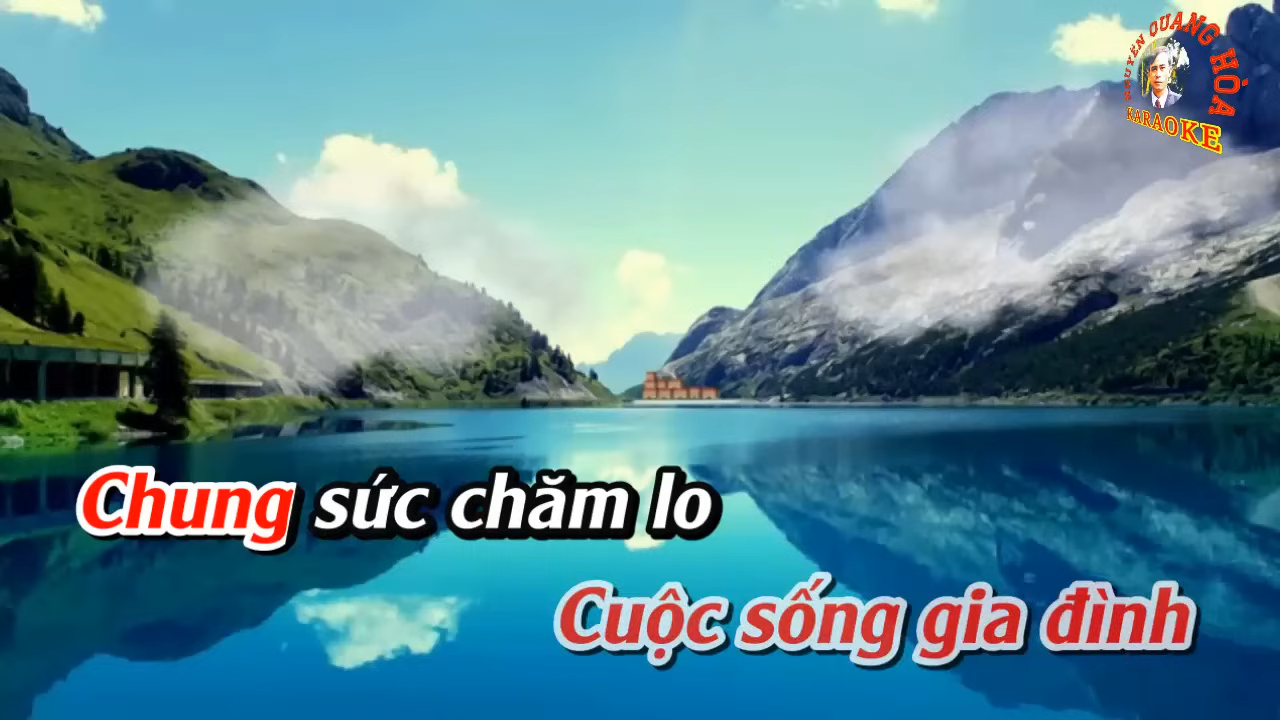 NGUYỄN QUANG HÒA
KARAOKE
Chung sức chăm lo
Cuộc sống gia đình